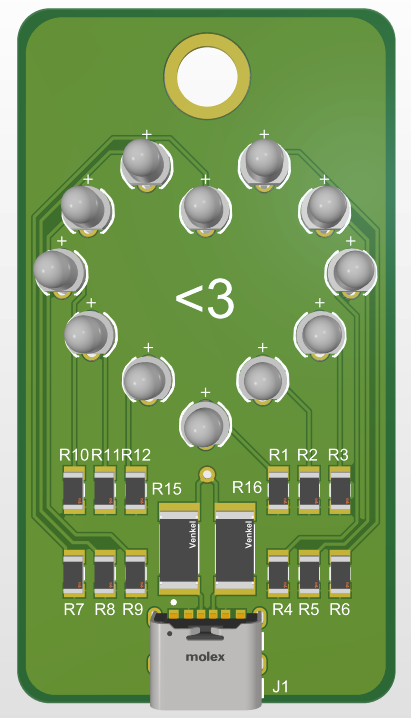 <3
R10 R11 R12
R1 R2 R3
R15
R16
Venkel
Venkel
R7 R8 R9
R4 R5 R6
molex
J1